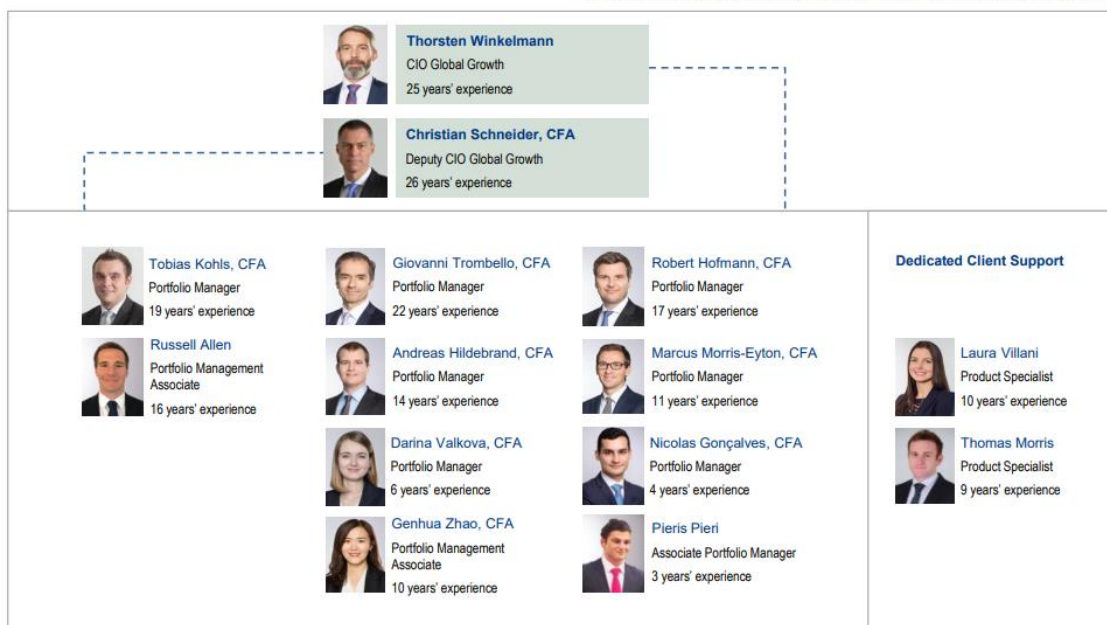 Thorsten Winkelmann
CIO Global Growth
25 years’ experience
Christian Schneider, CFA
Deputy CIO Global Growth
26 years’ experience
Tobias Kohls, CFA
Portfolio Manager
19 years’ experience
Russell Allen
Portfolio Management
Associate
16 years’ experience
Giovanni Trombello, CFA
Portfolio Manager
22 years’ experience
Andreas Hildebrand, CFA
Portfolio Manager
14 years’ experience
Darina Valkova, CFA
Portfolio Manager
6 years’ experience
Genhua Zhao, CFA
Portfolio Management
Associate
10 years’ experience
Robert Hofmann, CFA
Portfolio Manager
17 years’ experience
Marcus Morris-Eyton, CFA
Portfolio Manager
11 years’ experience
Nicolas Gonçalves, CFA
Portfolio Manager
4 years’ experience
Pieris Pieri
Associate Portfolio Manager
3 years’ experience
Dedicated Client Support
Laura Villani
Product Specialist
10 years’ experience
Thomas Morris
Product Specialist
9 years’ experience